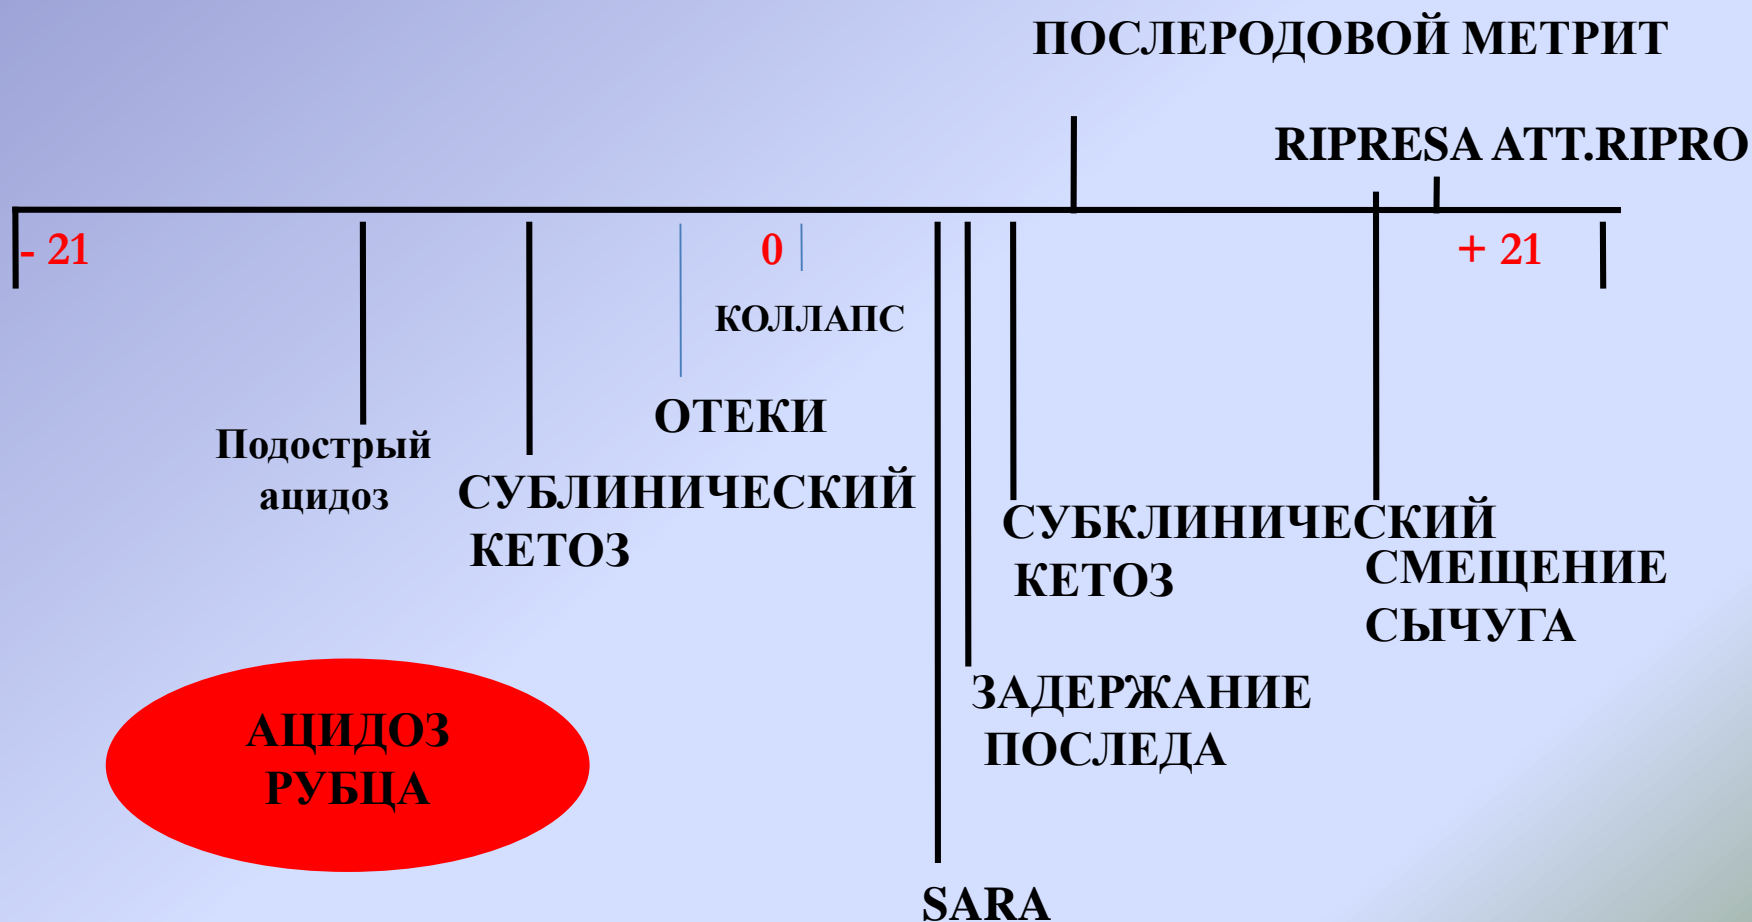 ПОСЛЕРОДОВОЙ МЕТРИТ
RIPRESA ATT.RIPRO
- 21
0
+ 21
КОЛЛАПС
ОТЕКИ
Подострый
ацидоз
СУБЛИНИЧЕСКИЙ
КЕТОЗ
СУБКЛИНИЧЕСКИЙ
КЕТОЗ
СМЕЩЕНИЕ
СЫЧУГА
ЗАДЕРЖАНИЕ
ПОСЛЕДА
АЦИДОЗ
РУБЦА
SARA